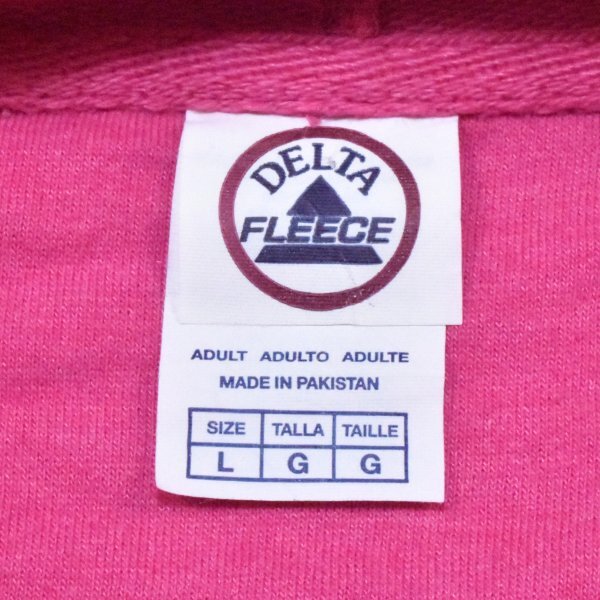 DELTA
FLEECE
ADULT ADULTO ADULTE
MADE IN PAKISTAN
SIZE TALLA TAILLE
L G G